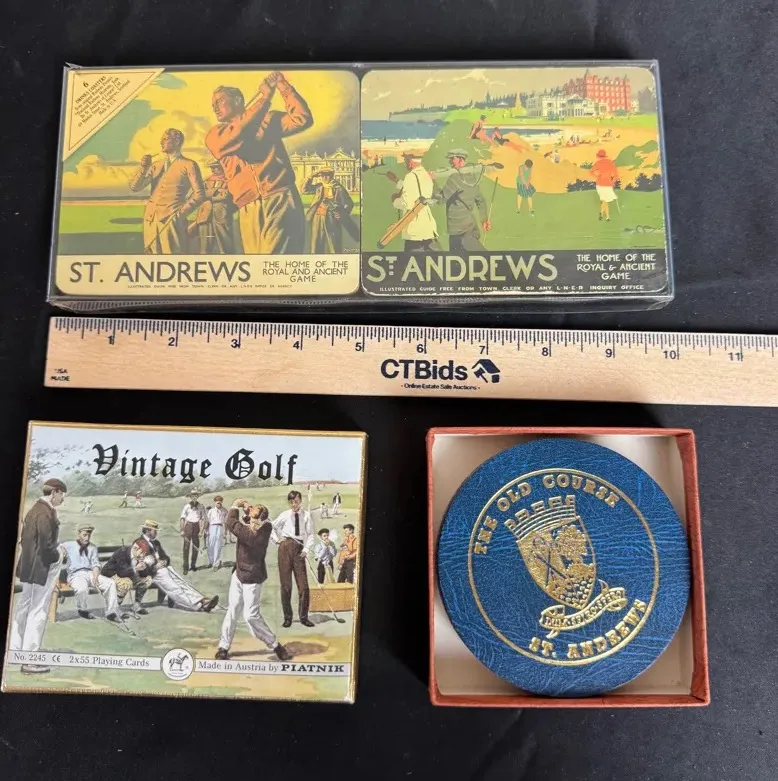 6
ST. ANDREWS
THE HOME OF THE
ROYAL AND ANCIENT
GAME
ST ANDREWS
THE HOME OF THE
ROYAL & ANCIENT
GAME
ILLUSTRATED GUIDE FREE FROM TOWN CLERK OR ANY L·N·E·R INQUIRY OFFICE
1 2 3 4 5 6 7 8 9 10 11
USA
MADE
CTBids
- Online Estate Sale Auctions -
Vintage Golf
No. 2245 CE 2x55 Playing Cards
Made in Austria by PIATNIK
THE OLD COURSE
ST. ANDREWS